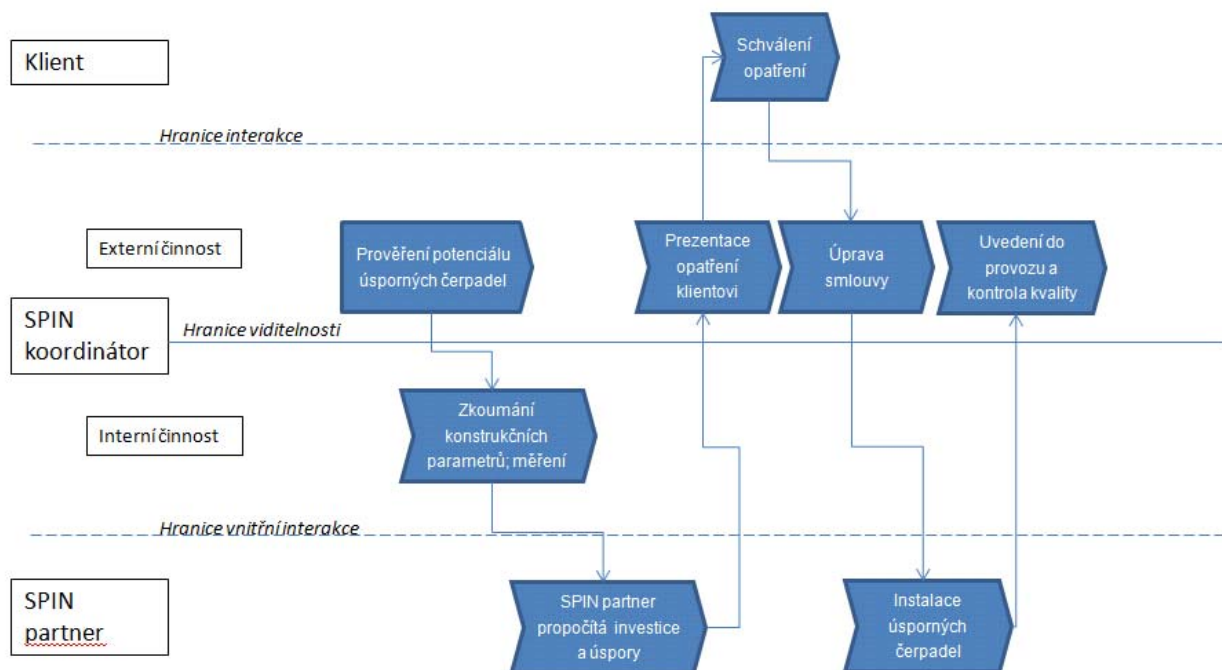 Klient
Schválení
opatření
Hranice interakce
Externí činnost
Prověření potenciálu
úsporných čerpadel
Prezentace
opatření
klientovi
Úprava
smlouvy
Uvedení do
provozu a
kontrola kvality
SPIN
koordinátor
Hranice viditelnosti
Interní činnost
Zkoumání
konstrukčních
parametrů; měření
Hranice vnitřní interakce
SPIN
partner
SPIN partner
propočítá investice
a úspory
Instalace
úsporných
čerpadel